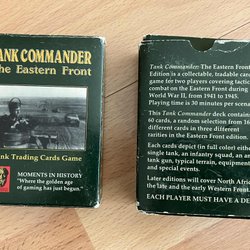 TANK COMMANDER
The Eastern Front
Tank Trading Cards Game
MOMENTS IN HISTORY
"Where the golden age
of gaming has just begun."
Tank Commander: The Eastern Front
Edition is a collectable, tradable card
game for two players covering tactical
combat on the Eastern Front during
World War II, from 1941 to 1945.
Playing time is 30 minutes per scenario
This Tank Commander deck contains
60 cards, a random selection from 16
different cards in three different
rarities in the Eastern Front edition.
Each cards depict (in full color) either
single tank, an infantry squad, an anti
tank gun, typical terrain, equipment
special assets and events.
Later editions will cover North Africa
the late and the early Western Front.
EACH PLAYER MUST HAVE A DE